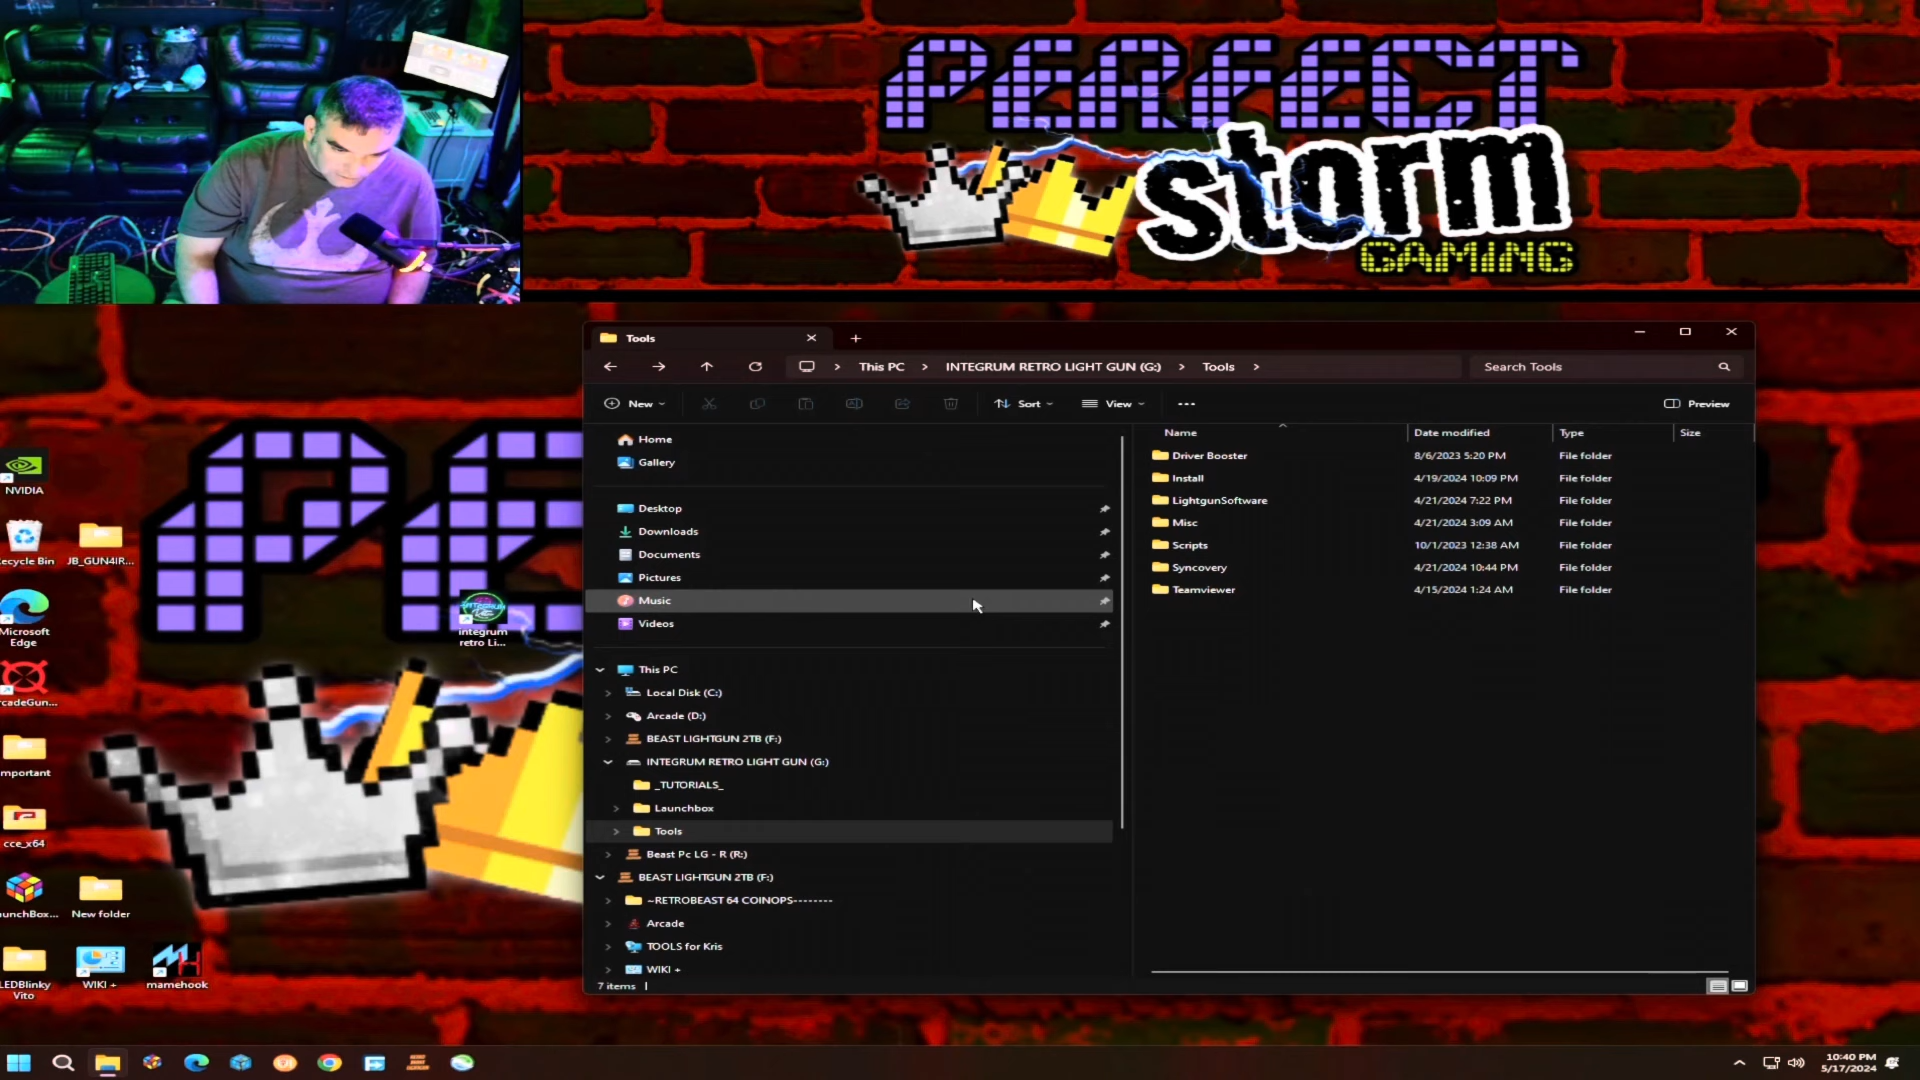 PERFECT
storm
GAMING
Tools
This PC
INTEGRUM RETRO LIGHT GUN (G:)
Tools
Search Tools
New
Sort
View
Preview
Home
Gallery
Desktop
Downloads
Documents
Pictures
Music
Videos
This PC
Local Disk (C:)
Arcade (D:)
BEAST LIGHTGUN 2TB (F:)
INTEGRUM RETRO LIGHT GUN (G:)
_TUTORIALS_
Launchbox
Tools
Beast Pc LG - R (R:)
BEAST LIGHTGUN 2TB (F:)
~RETROBEAST 64 COINOPS--------
Arcade
TOOLS for Kris
WIKI +
Name Date modified Type Size
Driver Booster 8/6/2023 5:20 PM File folder
Install 4/19/2024 10:09 PM File folder
LightgunSoftware 4/21/2024 7:22 PM File folder
Misc 4/21/2024 3:09 AM File folder
Scripts 10/1/2023 12:38 AM File folder
Syncovery 4/21/2024 10:44 PM File folder
Teamviewer 4/15/2024 1:24 AM File folder
7 items
NVIDIA
ecycle Bin
JB_GUN4IR...
Microsoft
Edge
rcadeGun...
mportant
cce_x64
unchBox...
New folder
LEDBlinky
Vito
WIKI +
mamehook
integrum
retro Li...
PE
10:40 PM
5/17/2024